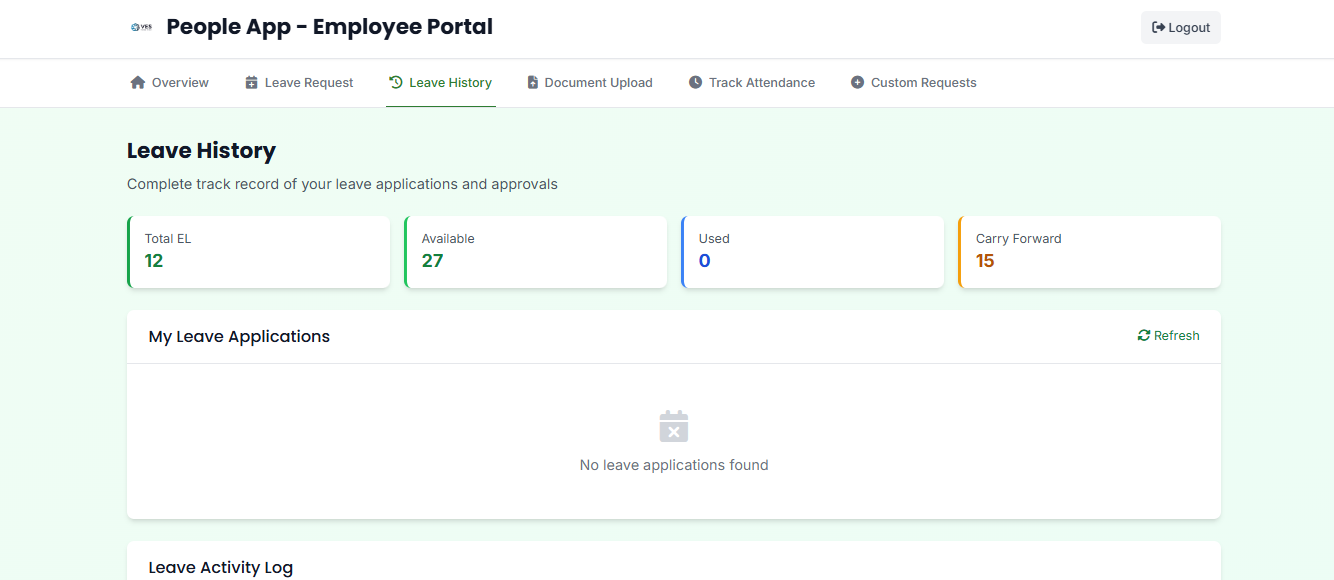 YES
People App - Employee Portal
Logout
Overview
Leave Request
Leave History
Document Upload
Track Attendance
Custom Requests
Leave History
Complete track record of your leave applications and approvals
Total EL
12
Available
27
Used
0
Carry Forward
15
My Leave Applications
Refresh
No leave applications found
Leave Activity Log